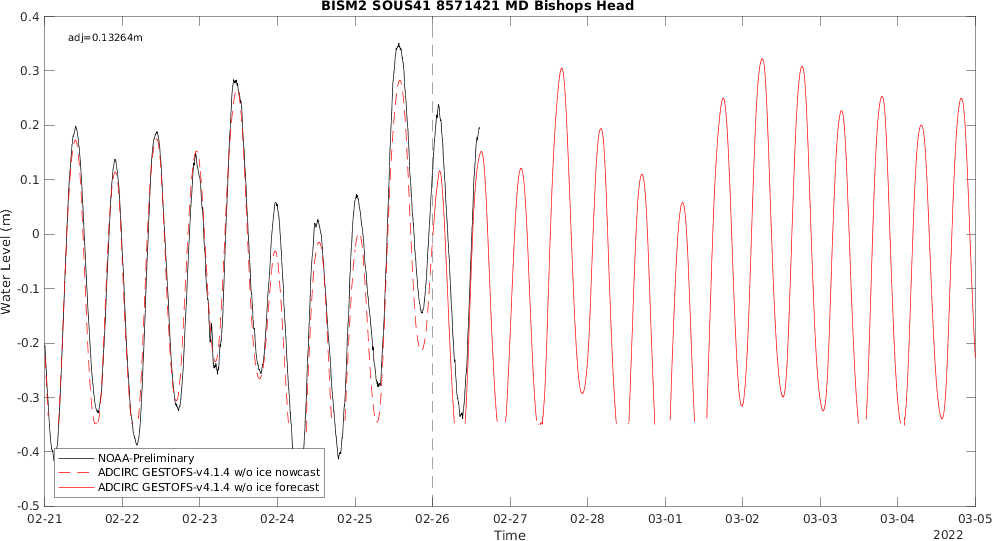 BISM2 SOUS41 8571421 MD Bishops Head
adj=0.13264m
0.4
0.3
0.2
0.1
0
-0.1
-0.2
-0.3
-0.4
-0.5
Water Level (m)
NOAA-Preliminary
ADCIRC GESTOFS-v4.1.4 w/o ice nowcast
ADCIRC GESTOFS-v4.1.4 w/o ice forecast
02-21 02-22 02-23 02-24 02-25 02-26 02-27 02-28 03-01 03-02 03-03 03-04 03-05
Time
2022